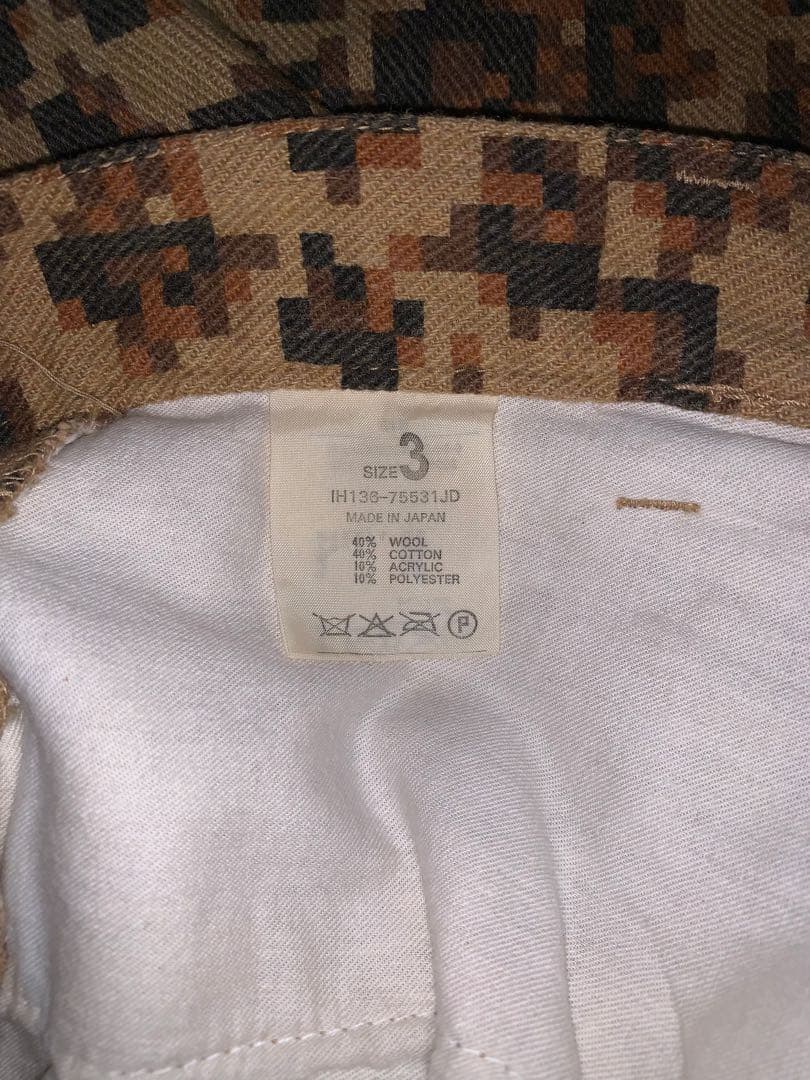 SIZE 3
IH136-75531JD
MADE IN JAPAN
40% WOOL
40% COTTON
10% ACRYLIC
10% POLYESTER
P